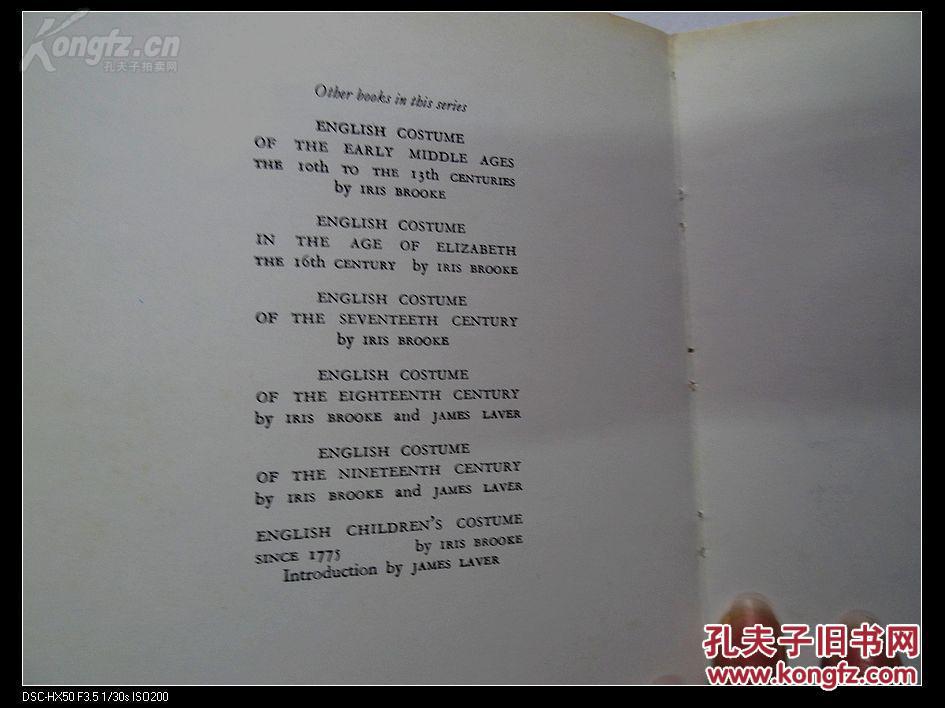 Kongfz.cn
孔夫子拍卖网
Other books in this series
ENGLISH COSTUME
OF THE EARLY MIDDLE AGES
THE 10th TO THE 13th CENTURIES
by IRIS BROOKE
ENGLISH COSTUME
IN THE AGE OF ELIZABETH
THE 16th CENTURY by IRIS BROOKE
ENGLISH COSTUME
OF THE SEVENTEETH CENTURY
by IRIS BROOKE
ENGLISH COSTUME
OF THE EIGHTEENTH CENTURY
by IRIS BROOKE and JAMES LAVER
ENGLISH COSTUME
OF THE NINETEENTH CENTURY
by IRIS BROOKE and JAMES LAVER
ENGLISH CHILDREN'S COSTUME
SINCE 1775 by IRIS BROOKE
Introduction by JAMES LAVER
孔夫子旧书网
www.kongfz.com
DSC-HX50 F3.5 1/30s ISO200